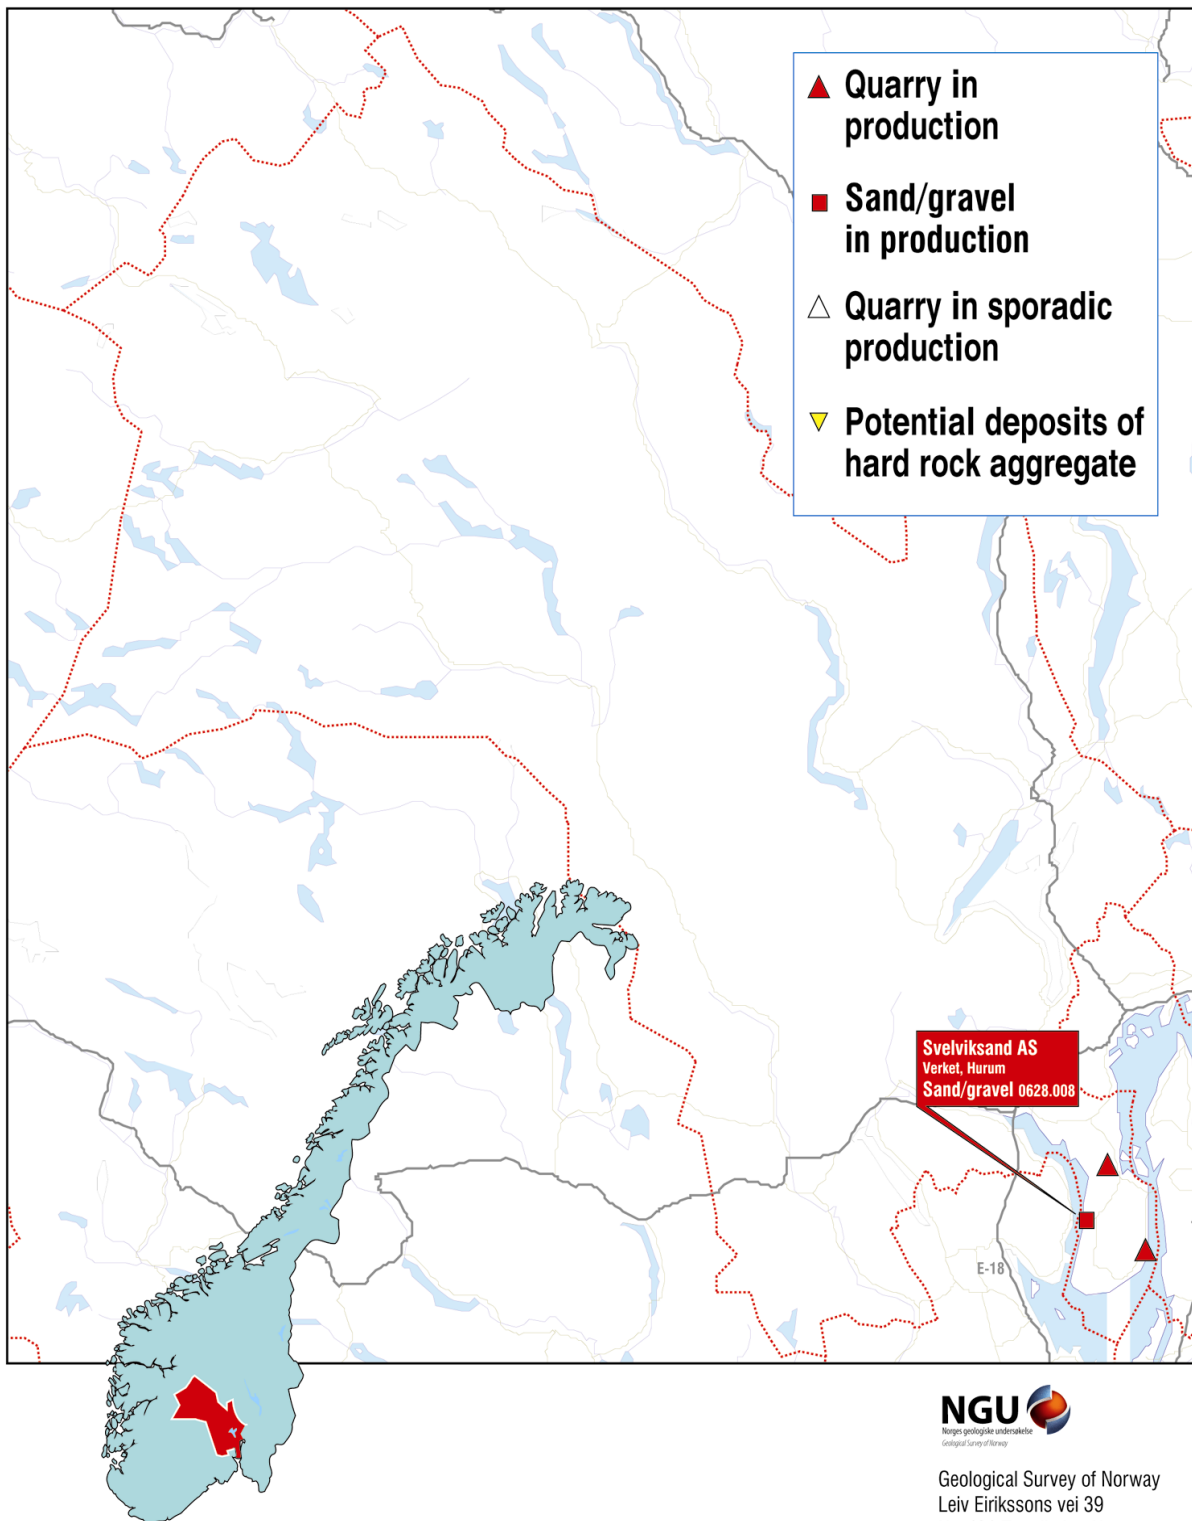 Quarry in
production
Sand/gravel
in production
Quarry in sporadic
production
Potential deposits of
hard rock aggregate
Svelviksand AS
Verket, Hurum
Sand/gravel 0628.008
E-18
NGU
Norges geologiske undersøkelse
Geological Survey of Norway
Geological Survey of Norway
Leiv Eirikssons vei 39